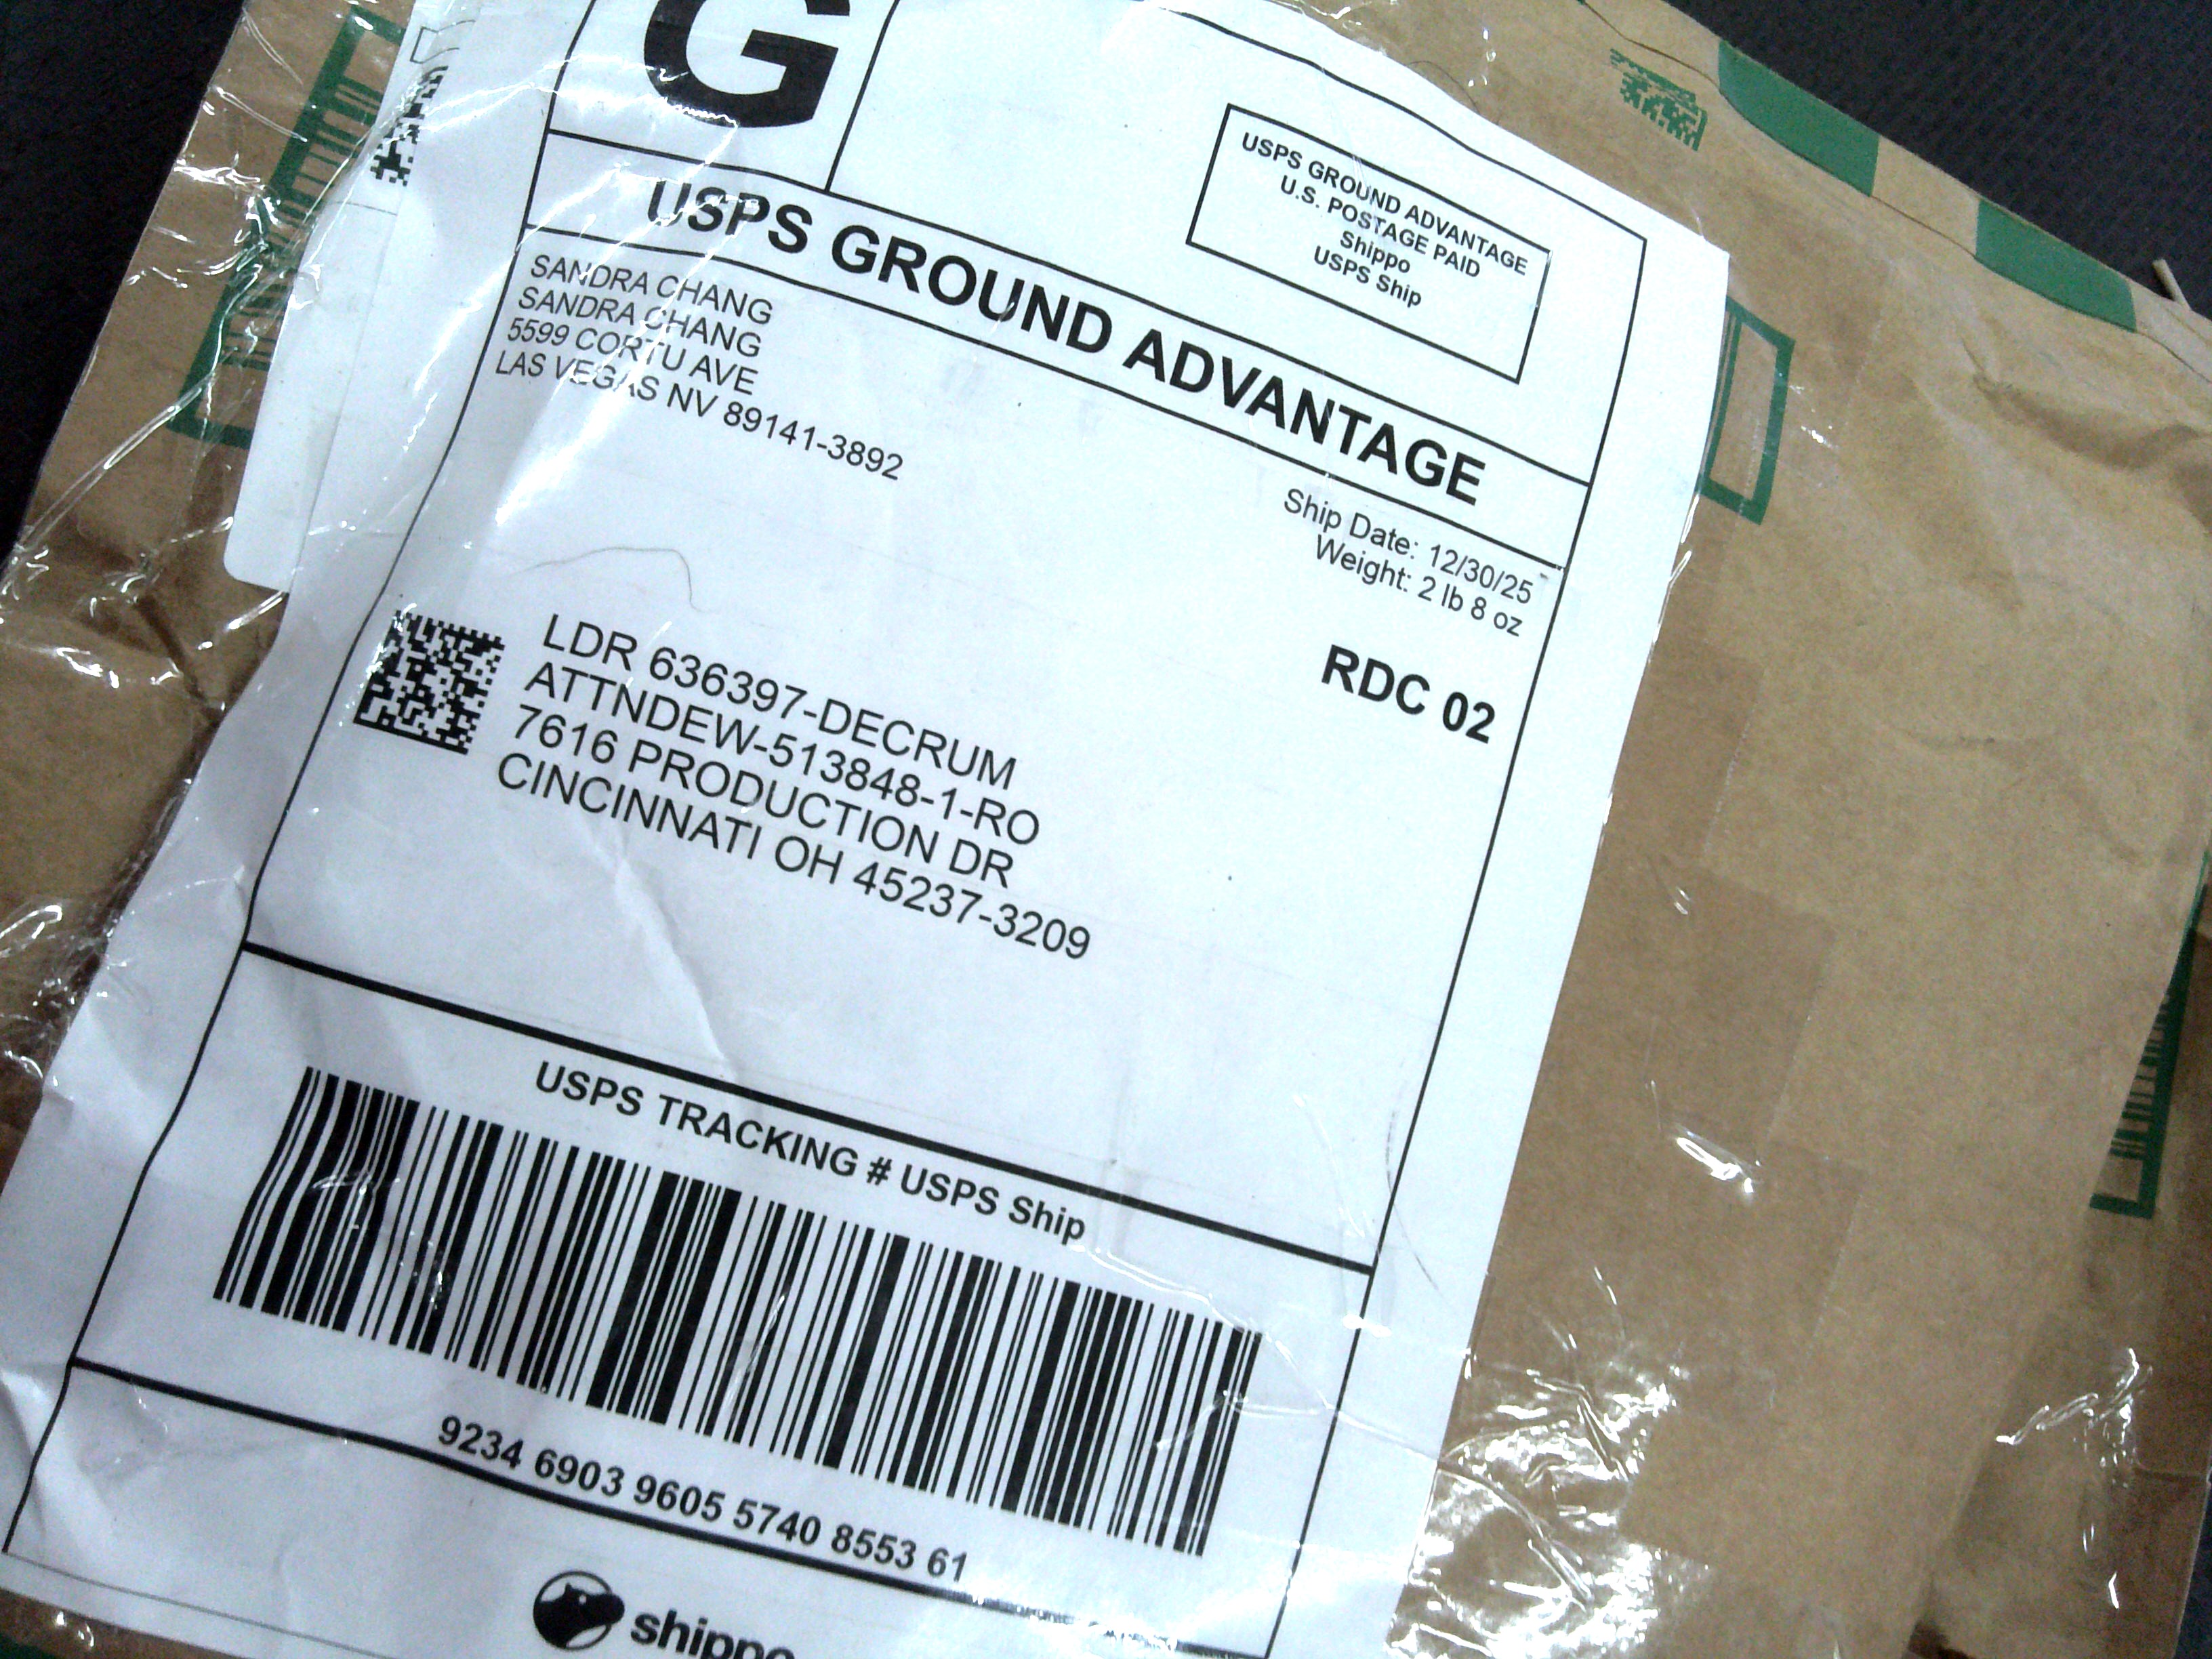 G
USPS GROUND ADVANTAGE
U.S. POSTAGE PAID
Shippo
USPS Ship
USPS GROUND ADVANTAGE
SANDRA CHANG
SANDRA CHANG
5599 CORTU AVE
LAS VEGAS NV 89141-3892
Ship Date: 12/30/25
Weight: 2 lb 8 oz
RDC 02
LDR 636397-DECRUM
ATTNDEW-513848-1-RO
7616 PRODUCTION DR
CINCINNATI OH 45237-3209
USPS TRACKING # USPS Ship
9234 6903 9605 5740 8553 61
shippo